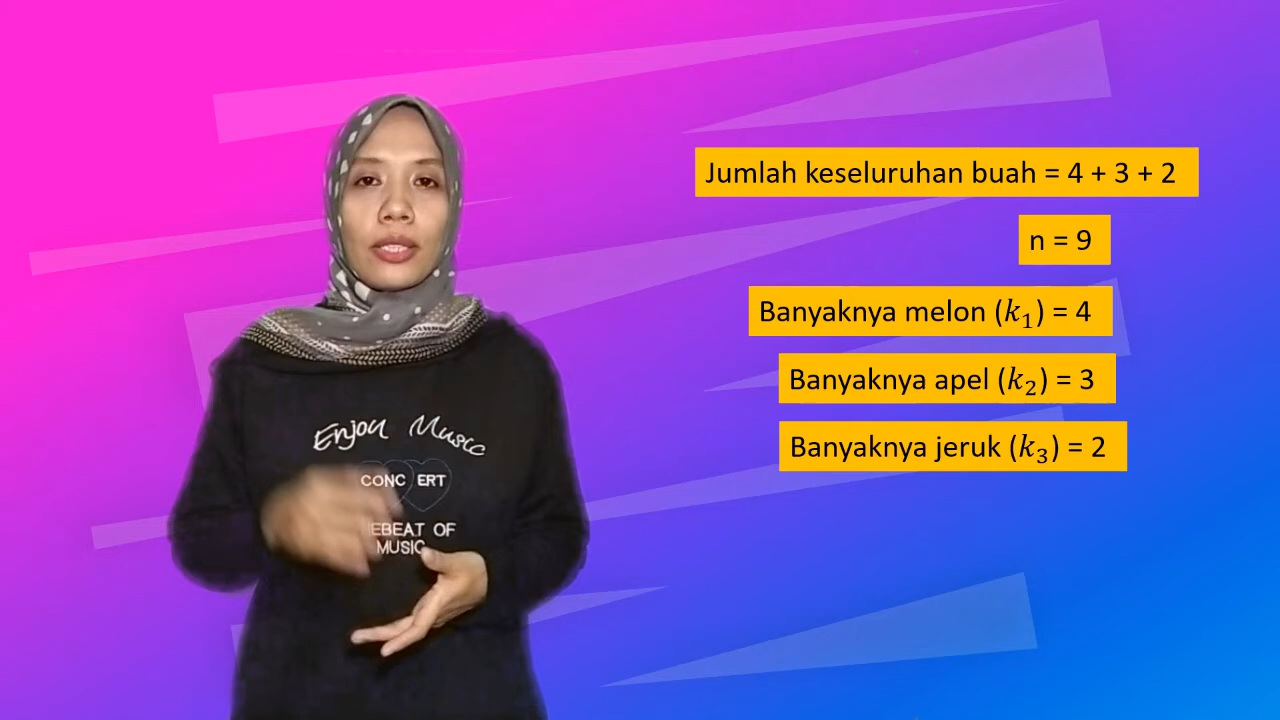 Jumlah keseluruhan buah = 4 + 3 + 2
n = 9
Banyaknya melon (k₁) = 4
Banyaknya apel (k₂) = 3
Banyaknya jeruk (k₃) = 2
Enjoy Music
CONC ERT
OF
MUSIC